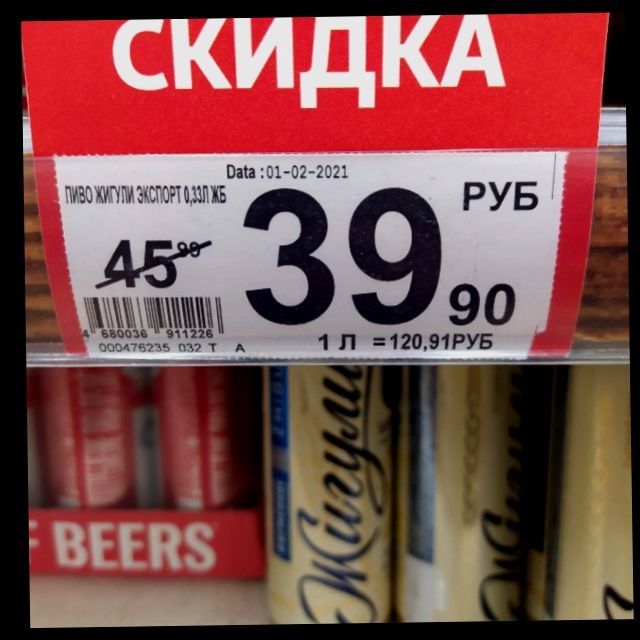 СКИДКА
Data :01-02-2021
ПИВО ЖИГУЛИ ЭКСПОРТ 0,33Л ЖБ
РУБ
45
39
90
4 680036 911226
000476235 032 Т А
1 Л =120,91РУБ
Жигули
BEERS